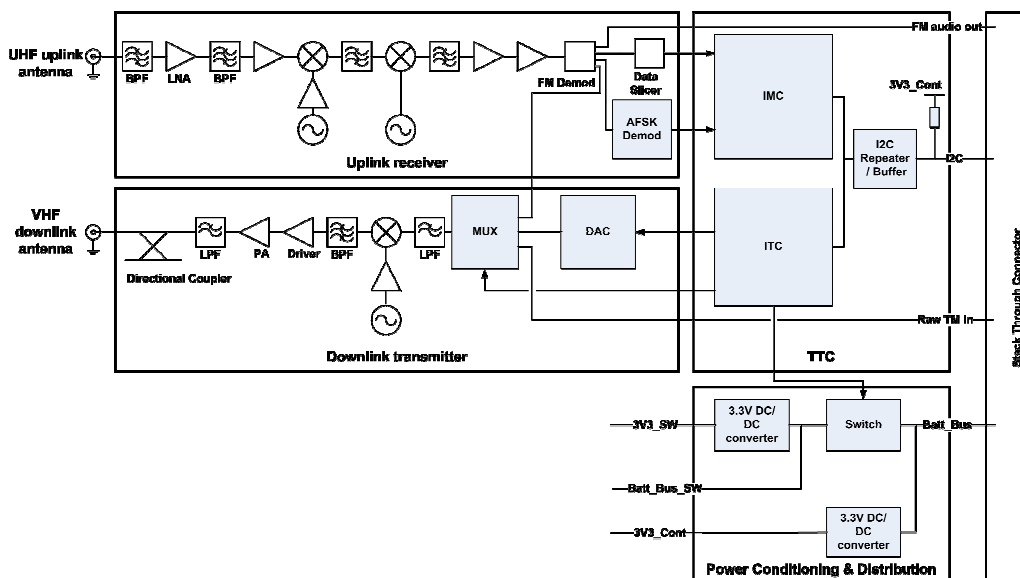 FM audio out
UHF uplink
antenna
BPF
LNA
BPF
FM Demod
Data
Slicer
IMC
3V3_Cont
AFSK
Demod
I2C
Repeater
/ Buffer
I2C
Uplink receiver
VHF
downlink
antenna
MUX
DAC
ITC
LPF
PA
Driver
BPF
LPF
Directional Coupler
Raw TM in
Downlink transmitter
TTC
Stack Through Connector
3V3_SW
3.3V DC/
DC
converter
Switch
Batt_Bus
Batt_Bus_SW
3V3_Cont
3.3V DC/
DC
converter
Power Conditioning & Distribution